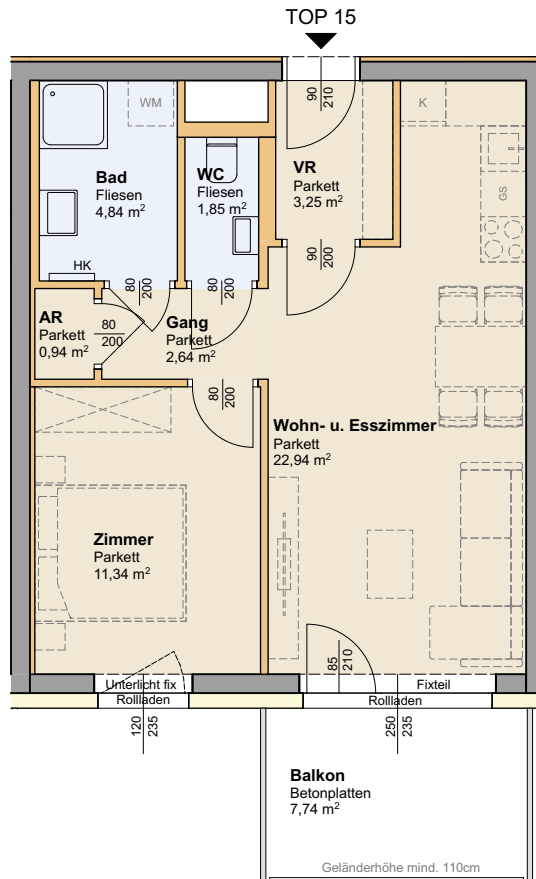 TOP 15
WM
90
210
K
Bad
Fliesen
4,84 m²
WC
Fliesen
1,85 m²
VR
Parkett
3,25 m²
GS
HK
80
200
80
200
90
200
AR
Parkett
0,94 m²
80
200
Gang
Parkett
2,64 m²
80
200
Wohn- u. Esszimmer
Parkett
22,94 m²
Zimmer
Parkett
11,34 m²
85
210
Unterlicht fix
Rollladen
Fixteil
Rollladen
120
235
250
235
Balkon
Betonplatten
7,74 m²
Geländerhöhe mind. 110cm